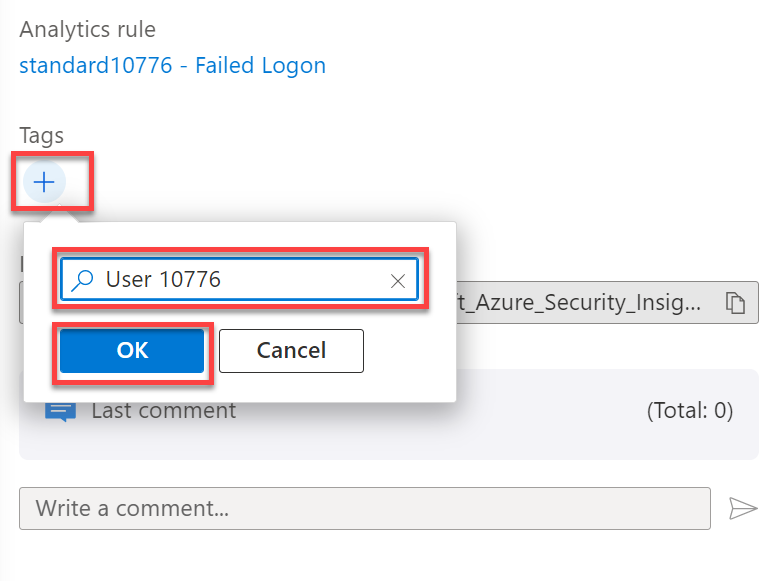 Analytics rule
standard10776 - Failed Logon
Tags
User 10776
t_Azure_Security_Insig...
OK
Cancel
Last comment
(Total: 0)
Write a comment...